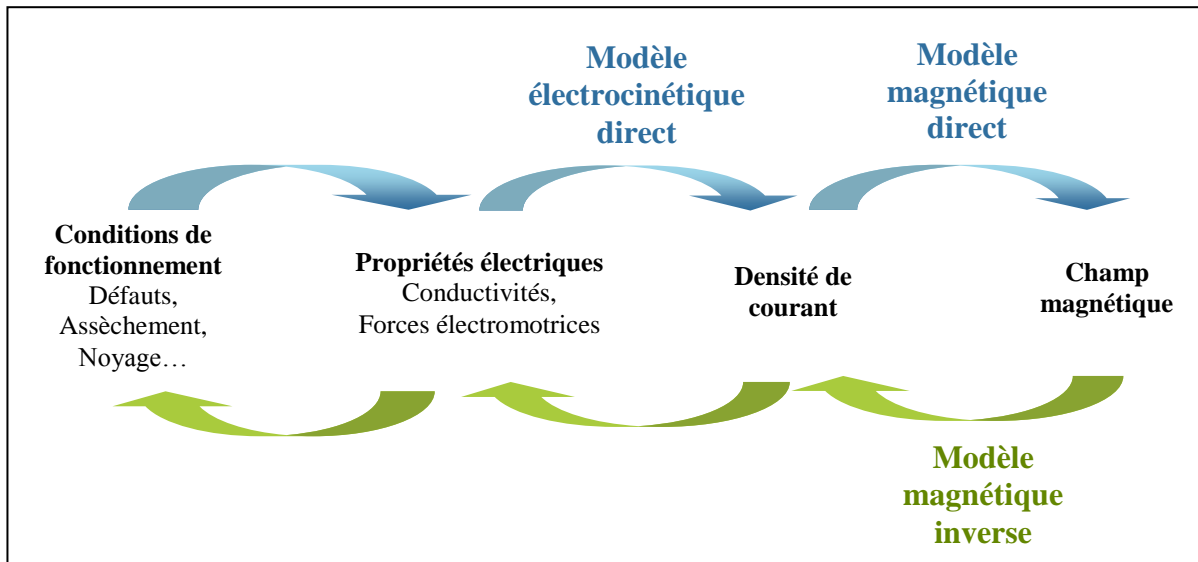 Modèle
électrocinétique
direct
Modèle
magnétique
direct
Conditions de
fonctionnement
Défauts,
Assèchement,
Noyage…
Propriétés électriques
Conductivités,
Forces électromotrices
Densité de
courant
Champ
magnétique
Modèle
magnétique
inverse